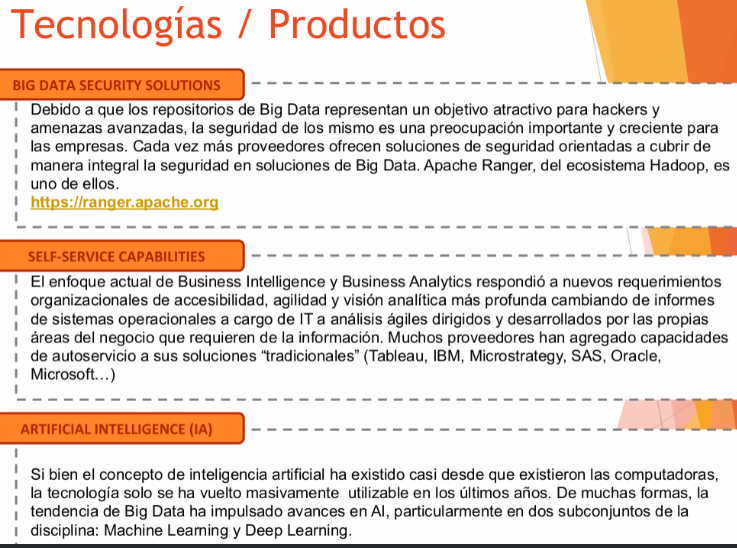 Tecnologías / Productos
BIG DATA SECURITY SOLUTIONS
Debido a que los repositorios de Big Data representan un objetivo atractivo para hackers y
amenazas avanzadas, la seguridad de los mismo es una preocupación importante y creciente para
las empresas. Cada vez más proveedores ofrecen soluciones de seguridad orientadas a cubrir de
manera integral la seguridad en soluciones de Big Data. Apache Ranger, del ecosistema Hadoop, es
uno de ellos.
https://ranger.apache.org
SELF-SERVICE CAPABILITIES
El enfoque actual de Business Intelligence y Business Analytics respondió a nuevos requerimientos
organizacionales de accesibilidad, agilidad y visión analítica más profunda cambiando de informes
de sistemas operacionales a cargo de IT a análisis ágiles dirigidos y desarrollados por las propias
áreas del negocio que requieren de la información. Muchos proveedores han agregado capacidades
de autoservicio a sus soluciones “tradicionales” (Tableau, IBM, Microstrategy, SAS, Oracle,
Microsoft…)
ARTIFICIAL INTELLIGENCE (IA)
Si bien el concepto de inteligencia artificial ha existido casi desde que existieron las computadoras,
la tecnología solo se ha vuelto masivamente utilizable en los últimos años. De muchas formas, la
tendencia de Big Data ha impulsado avances en AI, particularmente en dos subconjuntos de la
disciplina: Machine Learning y Deep Learning.